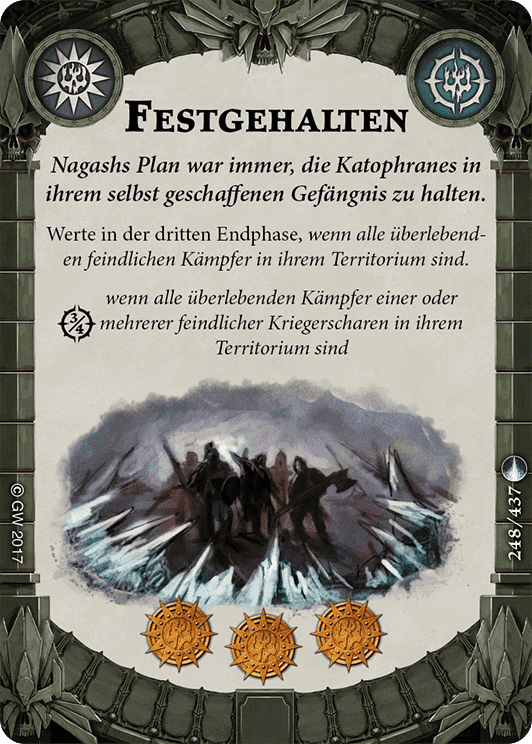 Festgehalten
Nagashs Plan war immer, die Katophranes in
ihrem selbst geschaffenen Gefängnis zu halten.
Werte in der dritten Endphase, wenn alle überlebend-
en feindlichen Kämpfer in ihrem Territorium sind.
wenn alle überlebenden Kämpfer einer oder
3/4 mehrerer feindlicher Kriegerscharen in ihrem
Territorium sind
© GW 2017
248/437